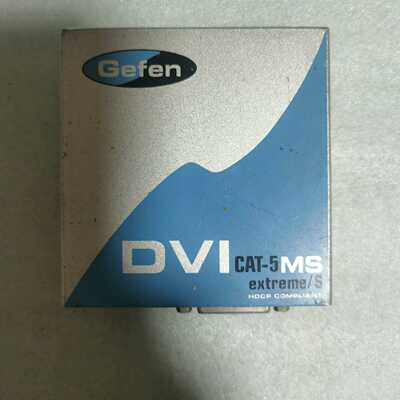 Gefen
DVI CAT-5MS
extreme/S
HDCP COMPLIANT